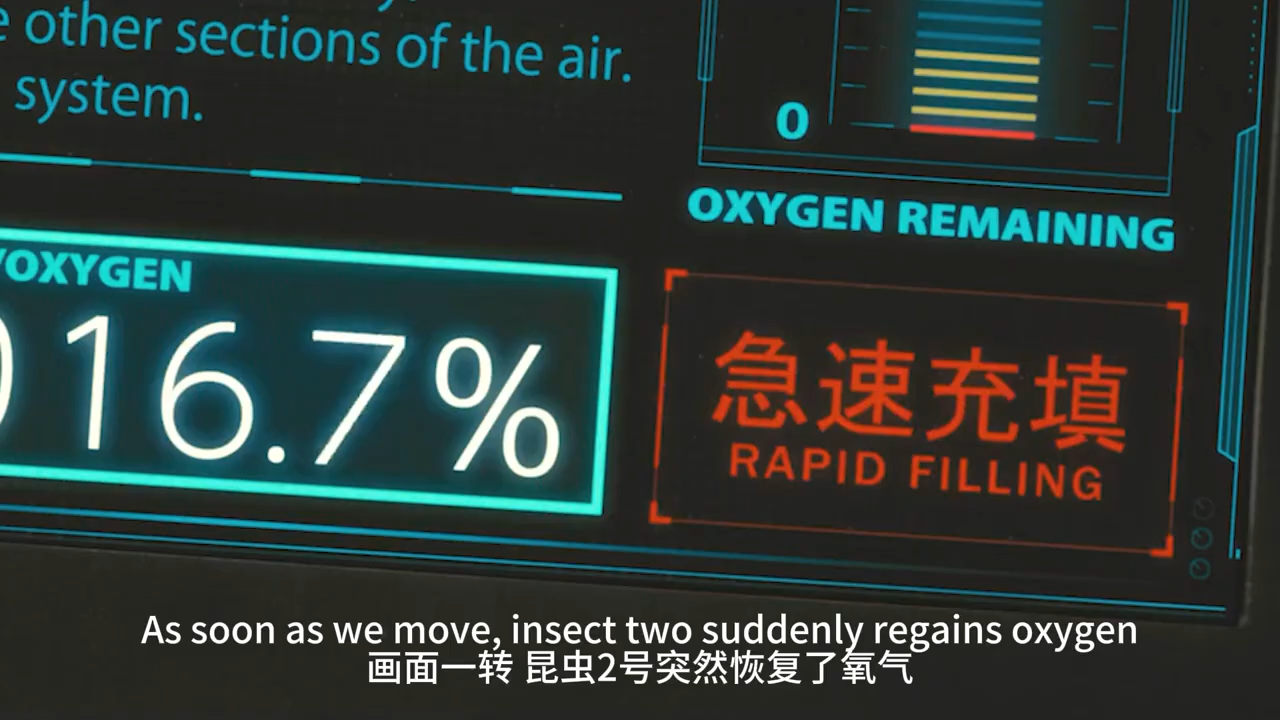 other sections of the air.
system.
0
OXYGEN REMAINING
OXYGEN
16.7%
急速充填
RAPID FILLING
As soon as we move, insect two suddenly regains oxygen
画面一转 昆虫2号突然恢复了氧气